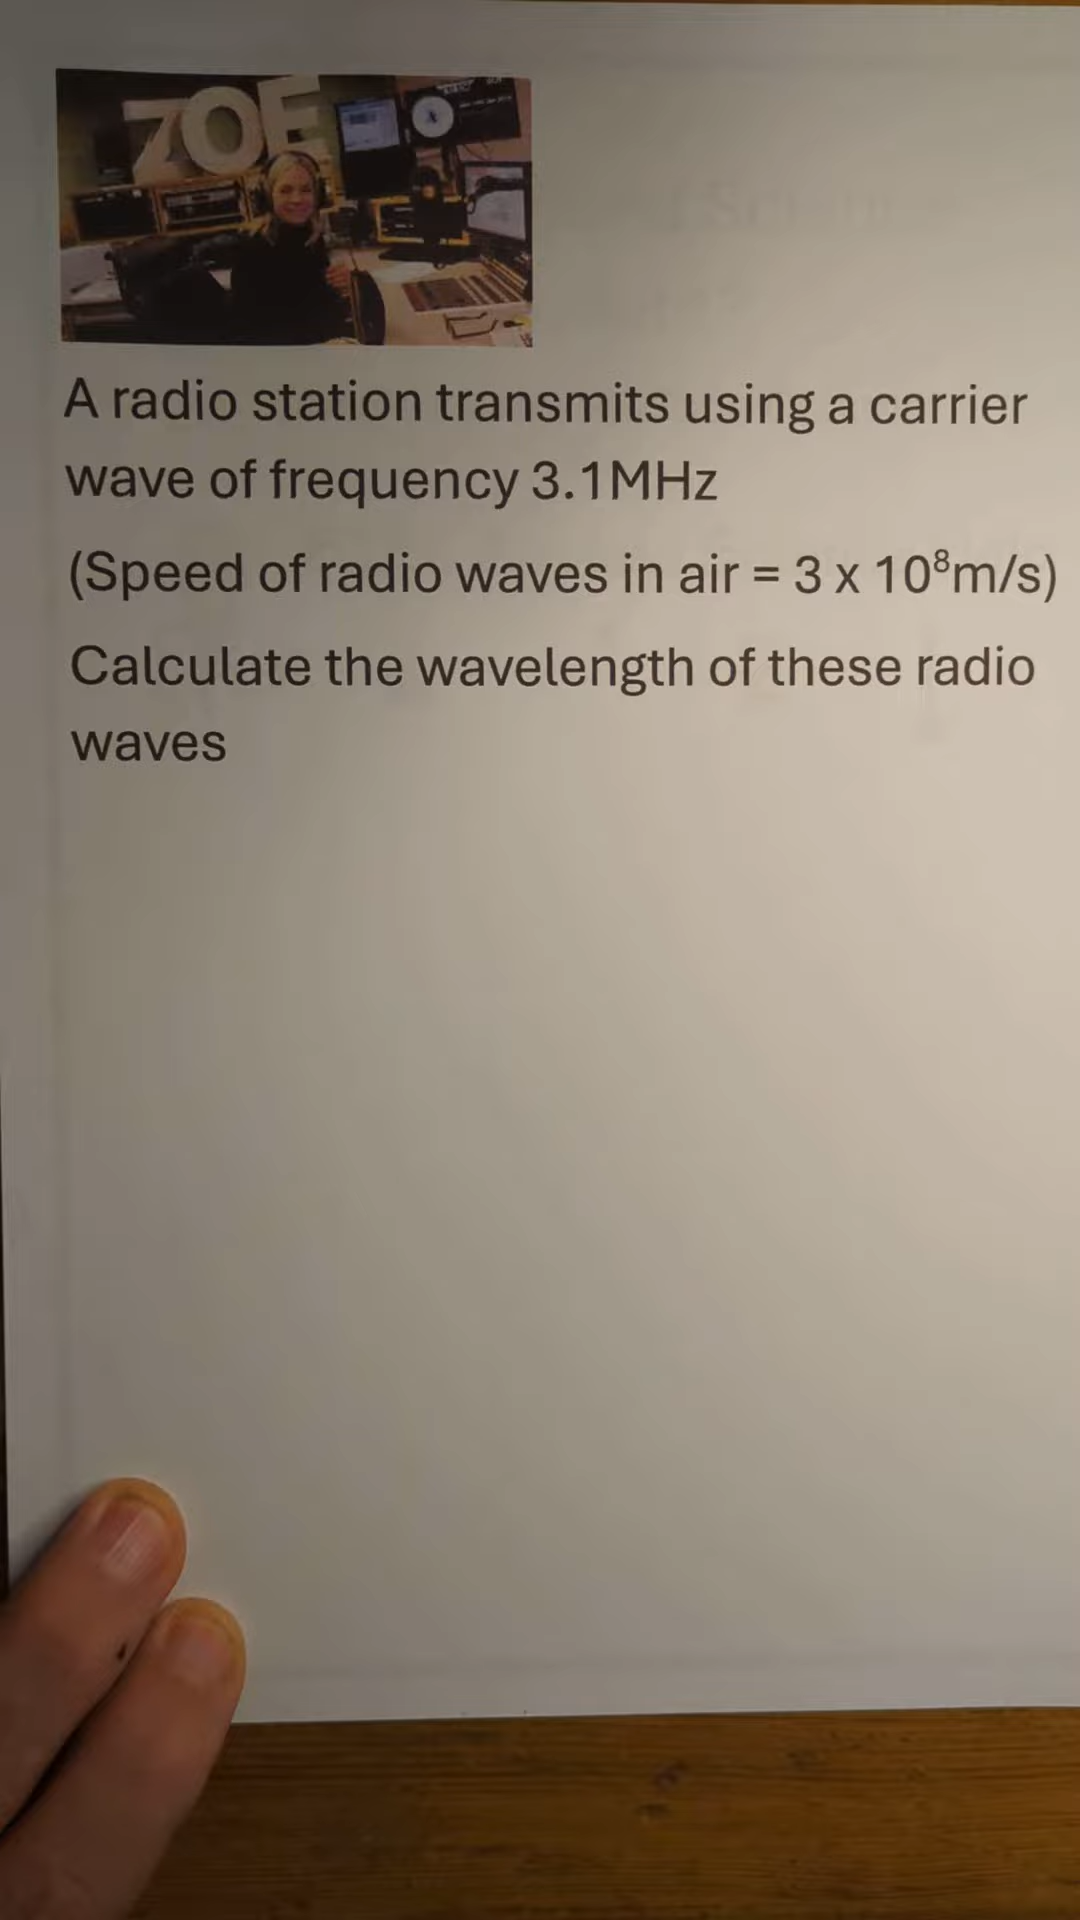 ZOE
A radio station transmits using a carrier
wave of frequency 3.1MHz
(Speed of radio waves in air = 3 x 10⁸m/s)
Calculate the wavelength of these radio
waves